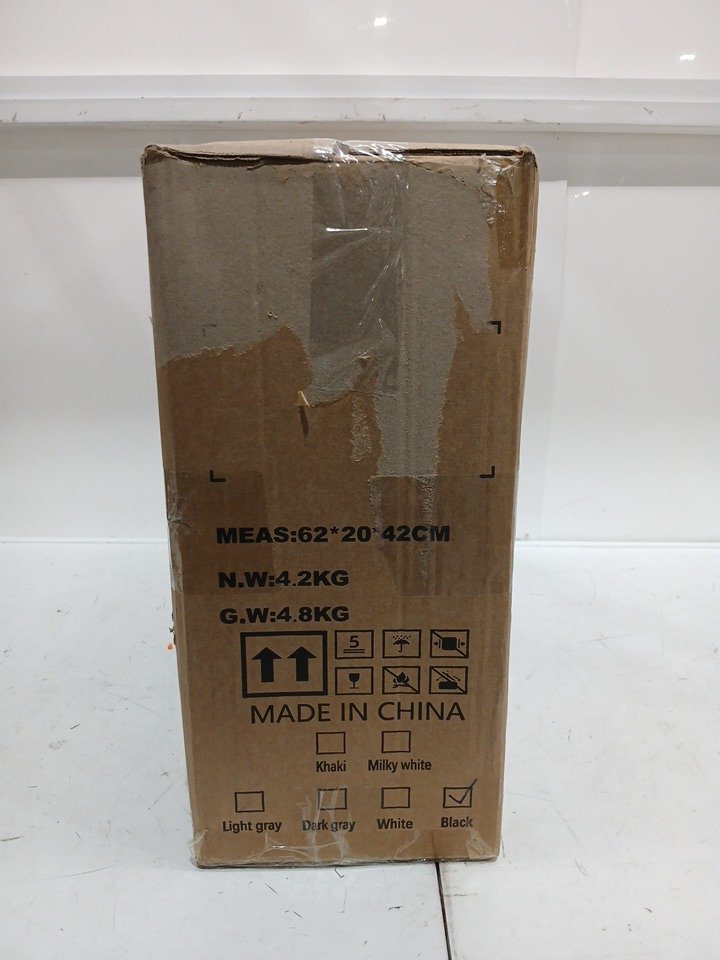 MEAS:62*20*42CM
N.W:4.2KG
G.W:4.8KG
5
MADE IN CHINA
Khaki Milky white
Light gray Dark gray White Black